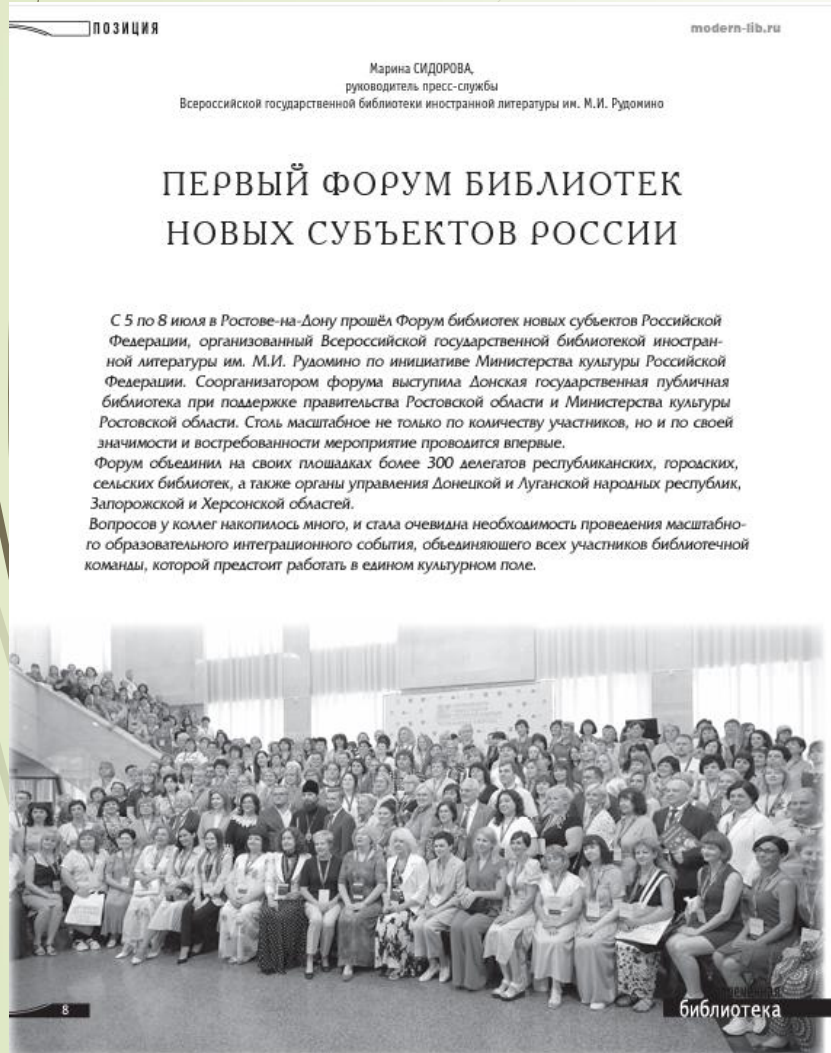 ПОЗИЦИЯ
modern-lib.ru
Марина СИДОРОВА,
руководитель пресс-службы
Всероссийской государственной библиотеки иностранной литературы им. М.И. Рудомино
ПЕРВЫЙ ФОРУМ БИБЛИОТЕК
НОВЫХ СУБЪЕКТОВ РОССИИ
С 5 по 8 июля в Ростове-на-Дону прошёл Форум библиотек новых субъектов Российской
Федерации, организованный Всероссийской государственной библиотекой иностран-
ной литературы им. М.И. Рудомино по инициативе Министерства культуры Российской
Федерации. Соорганизатором форума выступила Донская государственная публичная
библиотека при поддержке правительства Ростовской области и Министерства культуры
Ростовской области. Столь масштабное не только по количеству участников, но и по своей
значимости и востребованности мероприятие проводится впервые.
Форум объединил на своих площадках более 300 делегатов республиканских, городских,
сельских библиотек, а также органы управления Донецкой и Луганской народных республик,
Запорожской и Херсонской областей.
Вопросов у коллег накопилось много, и стала очевидна необходимость проведения масштабно-
го образовательного интеграционного события, объединяющего всех участников библиотечной
команды, которой предстоит работать в едином культурном поле.
8
библиотека